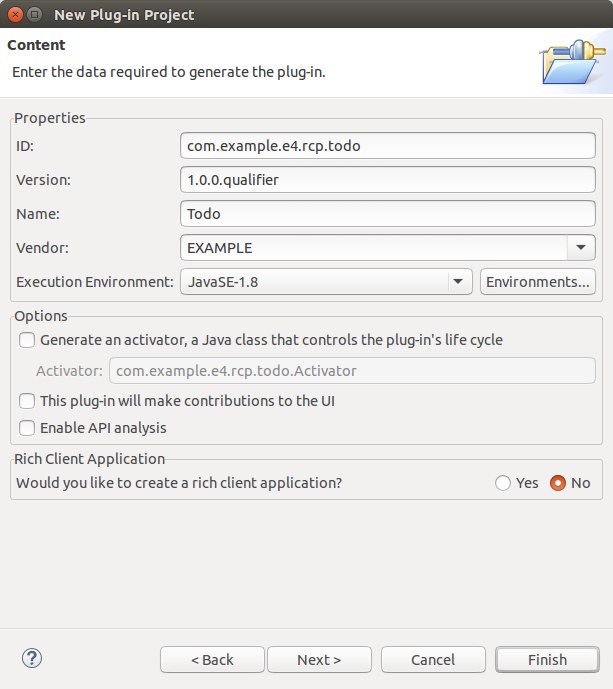 New Plug-in Project
Content
Enter the data required to generate the plug-in.
Properties
ID: com.example.e4.rcp.todo
Version: 1.0.0.qualifier
Name: Todo
Vendor: EXAMPLE
Execution Environment: JavaSE-1.8 Environments...
Options
Generate an activator, a Java class that controls the plug-in's life cycle
Activator: com.example.e4.rcp.todo.Activator
This plug-in will make contributions to the UI
Enable API analysis
Rich Client Application
Would you like to create a rich client application? Yes No
? < Back Next > Cancel Finish